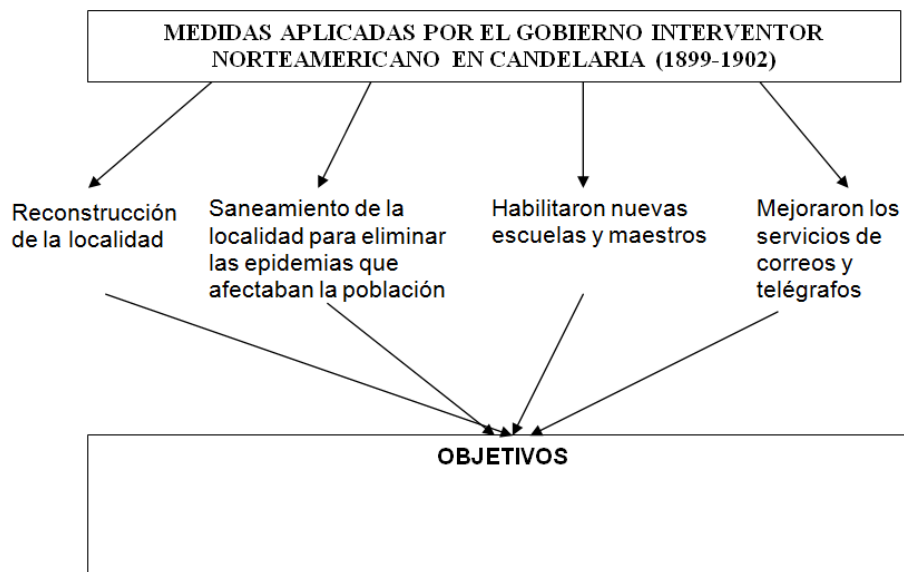 MEDIDAS APLICADAS POR EL GOBIERNO INTERVENTOR
NORTEAMERICANO EN CANDELARIA (1899-1902)
Reconstrucción
de la localidad
Saneamiento de la
localidad para eliminar
las epidemias que
afectaban la población
Habilitaron nuevas
escuelas y maestros
Mejoraron los
servicios de
correos y
telégrafos
OBJETIVOS